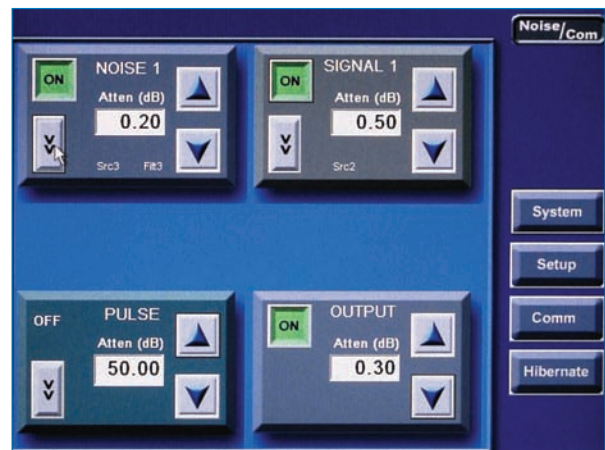 Noise/Com
ON
NOISE 1
Atten (dB)
0.20
Src3 Filt3
ON
SIGNAL 1
Atten (dB)
0.50
Src2
OFF
PULSE
Atten (dB)
50.00
ON
OUTPUT
Atten (dB)
0.30
System
Setup
Comm
Hibernate